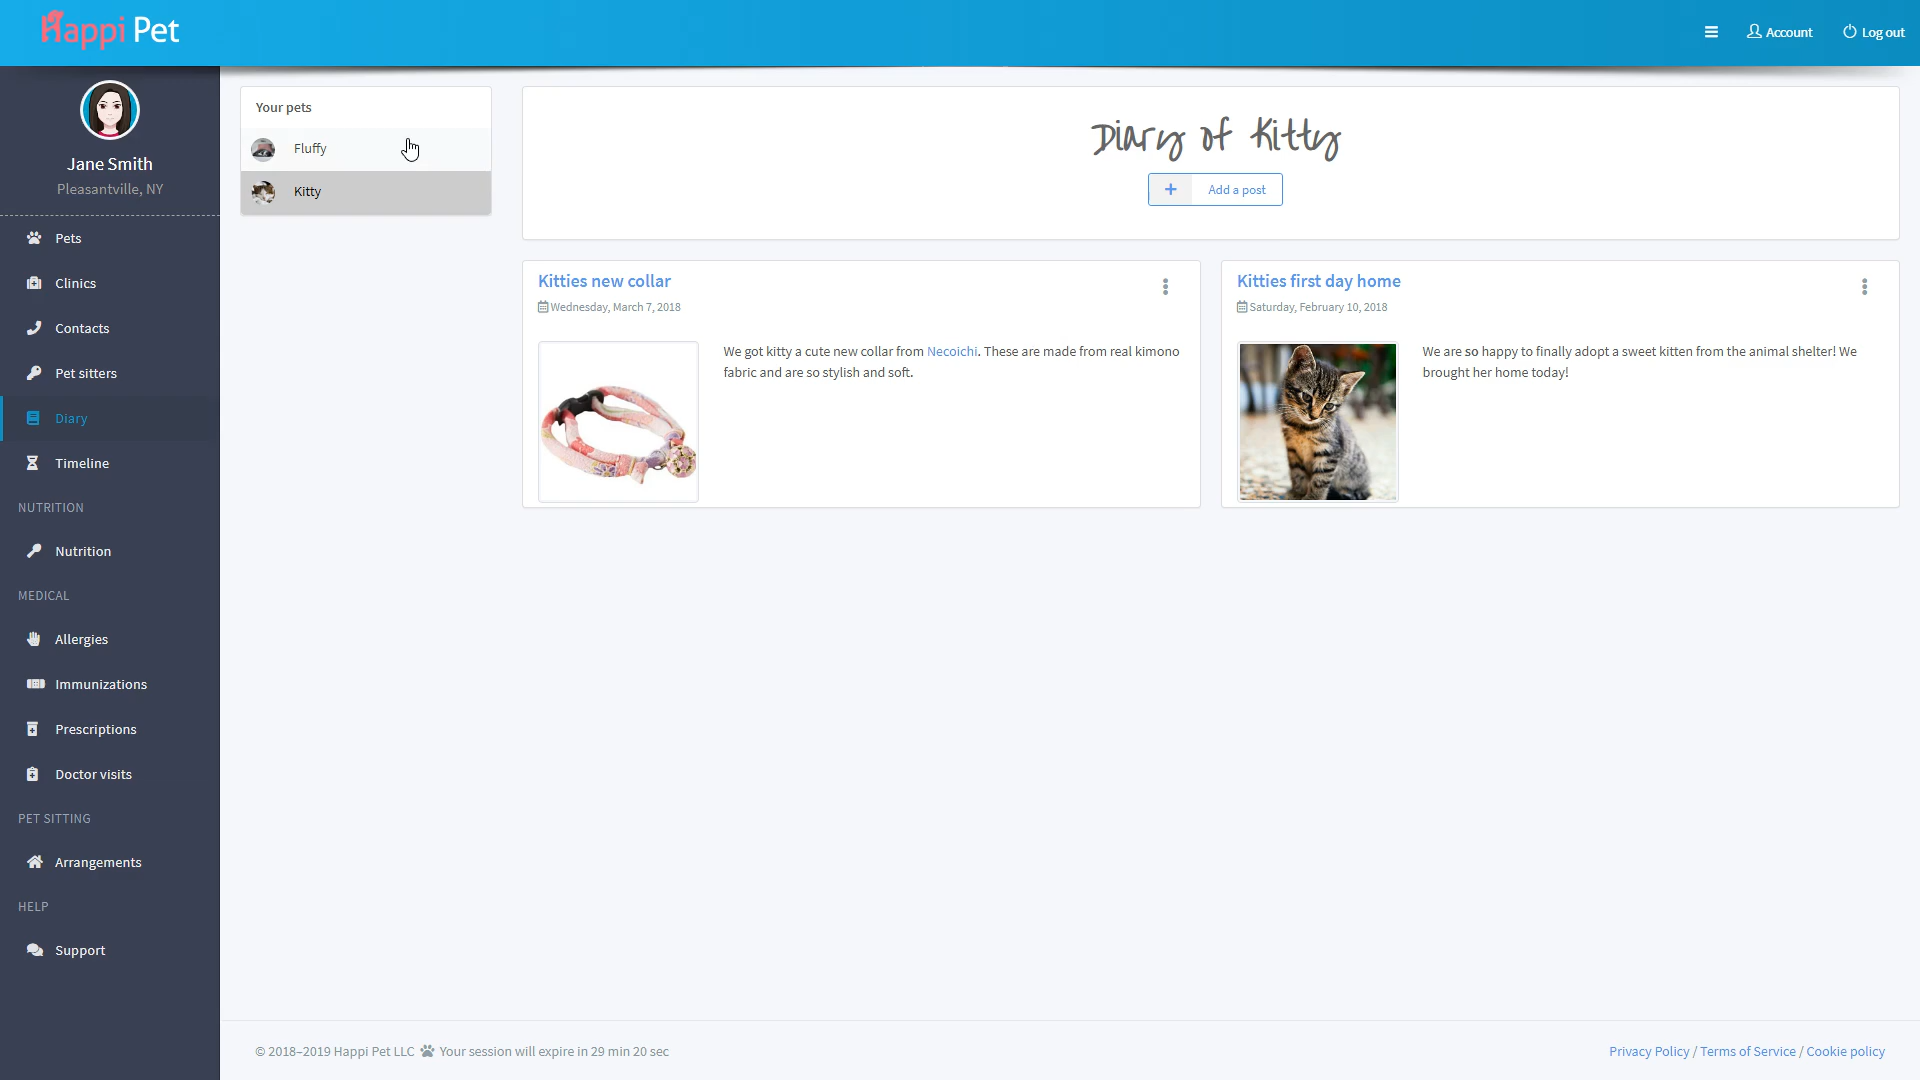 Happi Pet
Account
Log out
Jane Smith
Pleasantville, NY
Pets
Clinics
Contacts
Pet sitters
Diary
Timeline
NUTRITION
Nutrition
MEDICAL
Allergies
Immunizations
Prescriptions
Doctor visits
PET SITTING
Arrangements
HELP
Support
Your pets
Fluffy
Kitty
Diary of Kitty
Add a post
Kitties new collar
Wednesday, March 7, 2018
We got kitty a cute new collar from Necoichi. These are made from real kimono
fabric and are so stylish and soft.
Kitties first day home
Saturday, February 10, 2018
We are so happy to finally adopt a sweet kitten from the animal shelter! We
brought her home today!
© 2018–2019 Happi Pet LLC Your session will expire in 29 min 20 sec
Privacy Policy / Terms of Service / Cookie policy